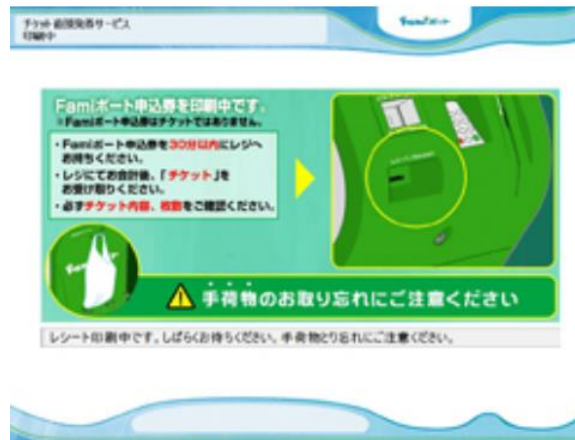 チケット直接発券サービス
印刷中
Famiポート
Famiポート申込券を印刷中です。
※Famiポート申込券はチケットではありません。
・Famiポート申込券を30分以内にレジへ
お持ちください。
・レジにてお会計後、「チケット」を
お受け取りください。
・必ずチケット内容、枚数をご確認ください。
手荷物のお取り忘れにご注意ください
レシート印刷中です。しばらくお待ちください。手荷物とり忘れにご注意ください。